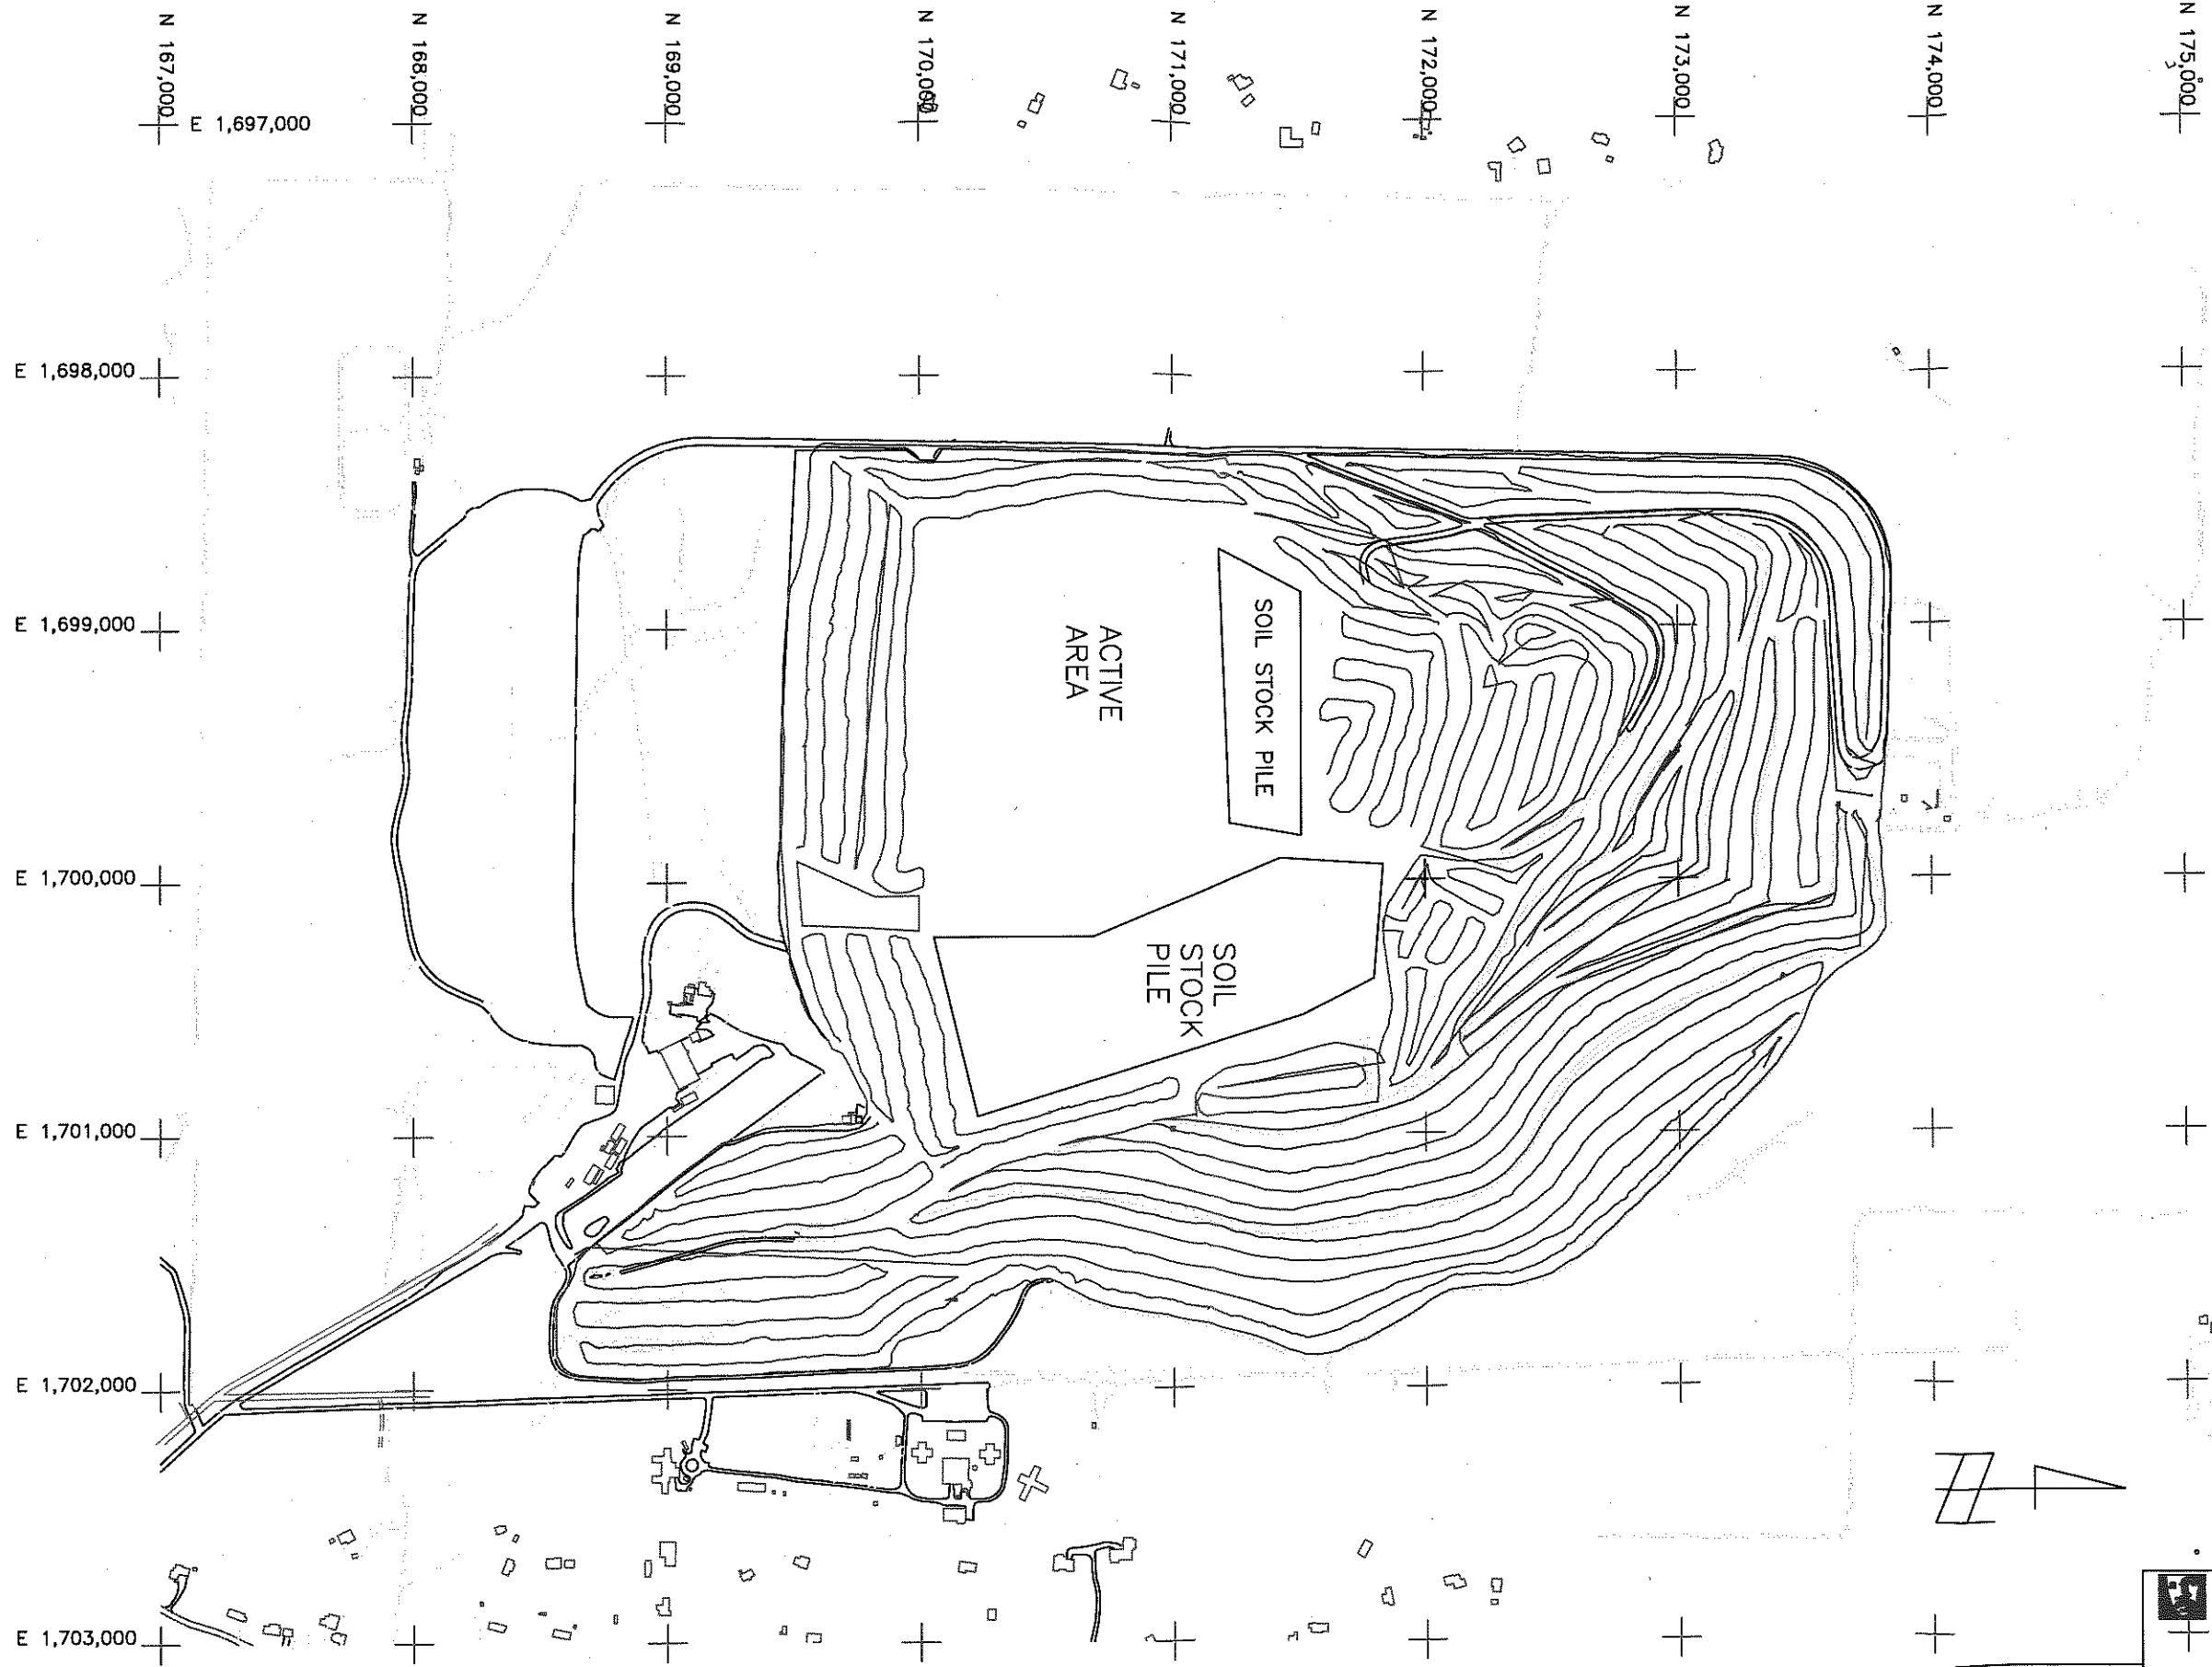 N 167,000
N 168,000
N 169,000
N 170,000
N 171,000
N 172,000
N 173,000
N 174,000
N 175,000
E 1,697,000
E 1,698,000
E 1,699,000
E 1,700,000
E 1,701,000
E 1,702,000
E 1,703,000
ACTIVE
AREA
SOIL STOCK PILE
SOIL
STOCK
PILE
N